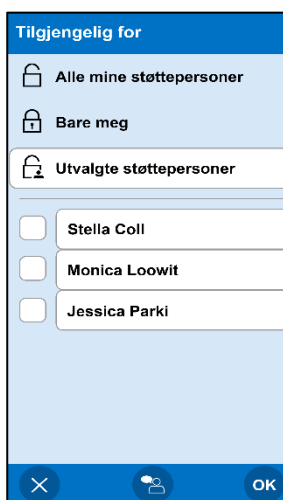 Tilgjengelig for
Alle mine støttepersoner
Bare meg
Utvalgte støttepersoner
Stella Coll
Monica Loowit
Jessica Parki
OK